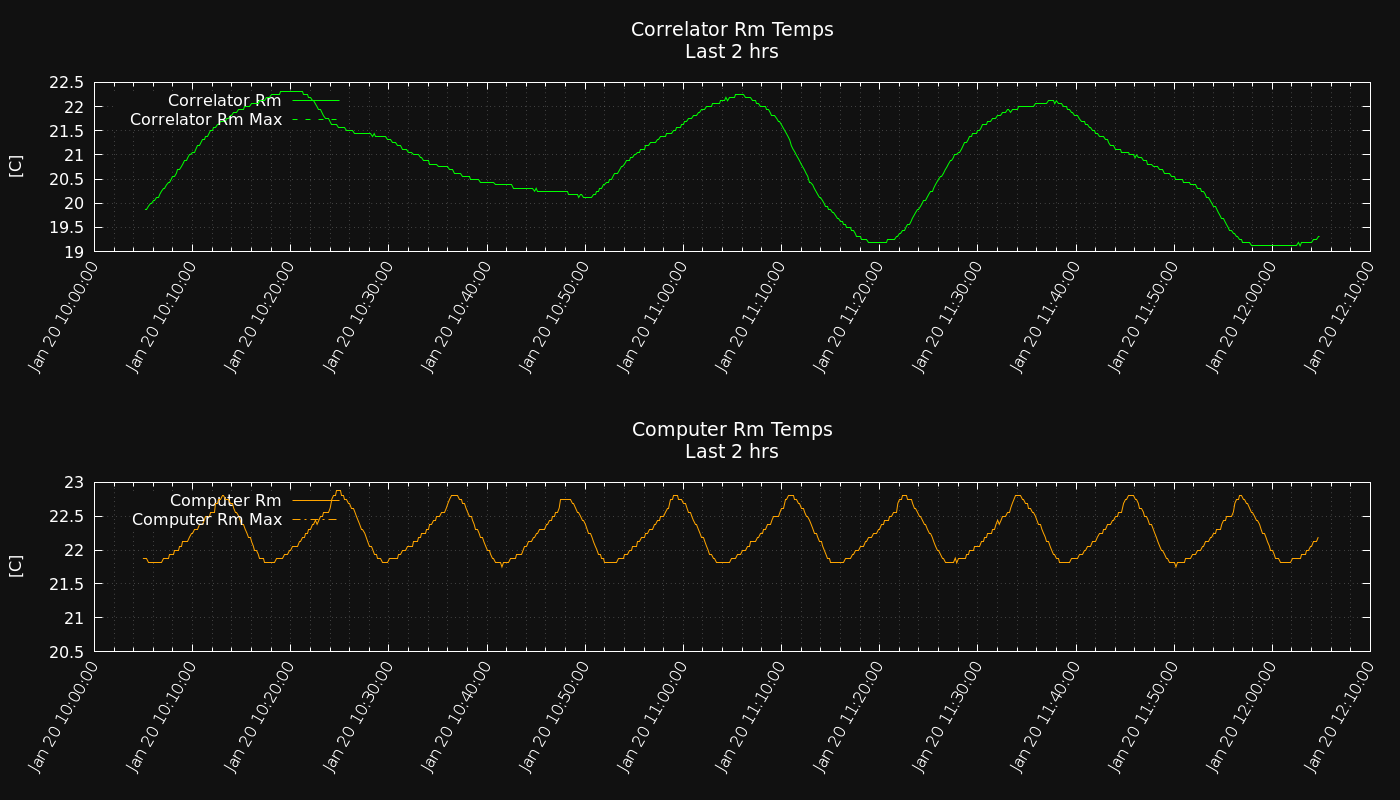 Correlator Rm Temps
Last 2 hrs
22.5
22
21.5
21
20.5
20
19.5
19
[C]
Correlator Rm
Correlator Rm Max
Jan 20 10:00:00
Jan 20 10:10:00
Jan 20 10:20:00
Jan 20 10:30:00
Jan 20 10:40:00
Jan 20 10:50:00
Jan 20 11:00:00
Jan 20 11:10:00
Jan 20 11:20:00
Jan 20 11:30:00
Jan 20 11:40:00
Jan 20 11:50:00
Jan 20 12:00:00
Jan 20 12:10:00
Computer Rm Temps
Last 2 hrs
23
22.5
22
21.5
21
20.5
[C]
Computer Rm
Computer Rm Max
Jan 20 10:00:00
Jan 20 10:10:00
Jan 20 10:20:00
Jan 20 10:30:00
Jan 20 10:40:00
Jan 20 10:50:00
Jan 20 11:00:00
Jan 20 11:10:00
Jan 20 11:20:00
Jan 20 11:30:00
Jan 20 11:40:00
Jan 20 11:50:00
Jan 20 12:00:00
Jan 20 12:10:00